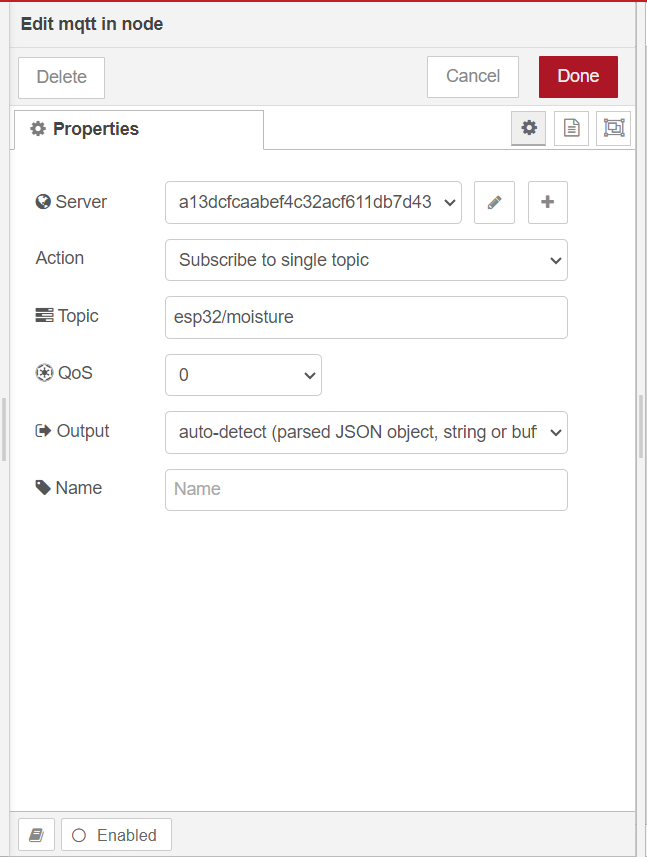 Edit mqtt in node
Delete
Cancel
Done
Properties
Server
a13dcfcaabef4c32acf611db7d43
Action
Subscribe to single topic
Topic
esp32/moisture
QoS
0
Output
auto-detect (parsed JSON object, string or buf
Name
Name
Enabled